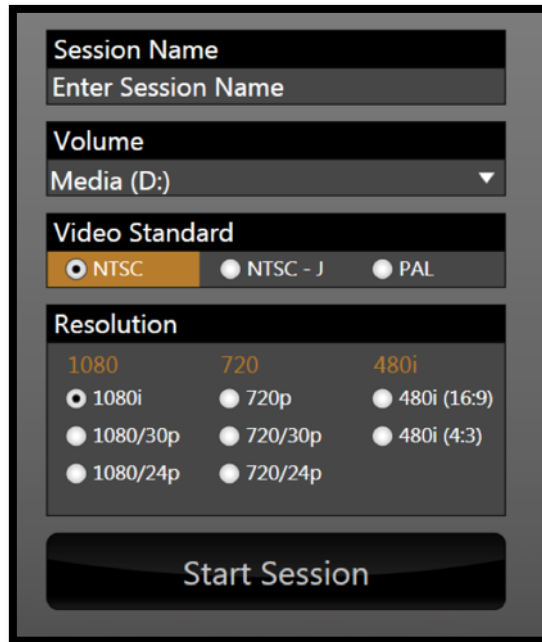 Session Name
Enter Session Name
Volume
Media (D:)
Video Standard
NTSC NTSC - J PAL
Resolution
1080 720 480i
1080i 720p 480i (16:9)
1080/30p 720/30p 480i (4:3)
1080/24p 720/24p
Start Session